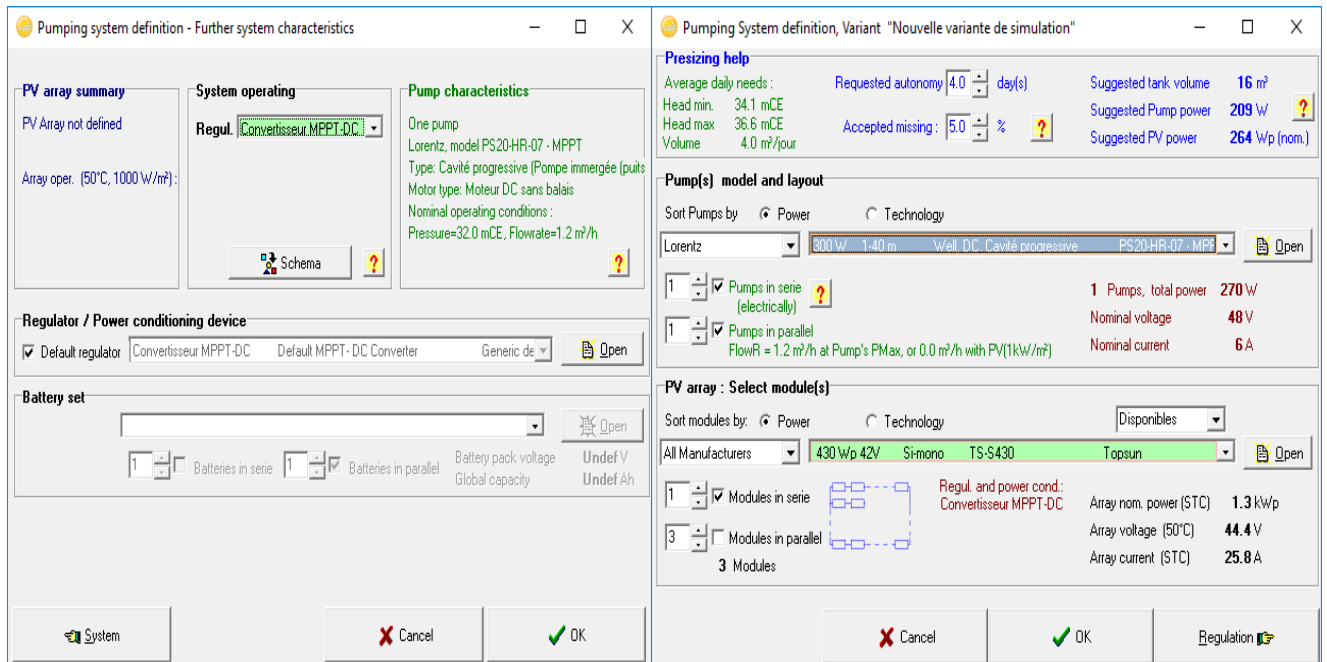 Pumping system definition - Further system characteristics
PV array summary
PV Array not defined
Array oper. (50°C, 1000 W/m²) :
System operating
Regul. Convertisseur MPPT-DC
Schema
?
Pump characteristics
One pump
Lorentz, model PS20-HR-07 - MPPT
Type: Cavité progressive (Pompe immergée (puits
Motor type: Moteur DC sans balais
Nominal operating conditions :
Pressure=32.0 mCE, Flowrate=1.2 m³/h
?
Regulator / Power conditioning device
Default regulator Convertisseur MPPT-DC Default MPPT - DC Converter Generic de Open
Battery set
Open
1 Batteries in serie 1 Batteries in parallel
Battery pack voltage Undef V
Global capacity Undef Ah
System Cancel OK
Pumping System definition, Variant "Nouvelle variante de simulation"
Presizing help
Average daily needs :
Head min. 34.1 mCE
Head max 36.6 mCE
Volume 4.0 m³/jour
Requested autonomy 4.0 day(s)
Accepted missing : 5.0 % ?
Suggested tank volume 16 m³
Suggested Pump power 209 W
Suggested PV power 264 Wp (nom.)
?
Pump(s) model and layout
Sort Pumps by Power Technology
Lorentz 300 W 1-40 m Well, DC, Cavité progressive PS20-HR-07 - MPP Open
1 Pumps in serie
(electrically)
?
1 Pumps in parallel
FlowR = 1.2 m³/h at Pump's PMax, or 0.0 m³/h with PV(1kW/m²)
1 Pumps, total power 270 W
Nominal voltage 48 V
Nominal current 6 A
PV array : Select module(s)
Sort modules by: Power Technology Disponibles
All Manufacturers 430 Wp 42V Si-mono TS-S430 Topsun Open
1 Modules in serie
3 Modules in parallel
3 Modules
Regul. and power cond.:
Convertisseur MPPT-DC
Array nom. power (STC) 1.3 kWp
Array voltage (50°C) 44.4 V
Array current (STC) 25.8 A
Cancel OK Regulation